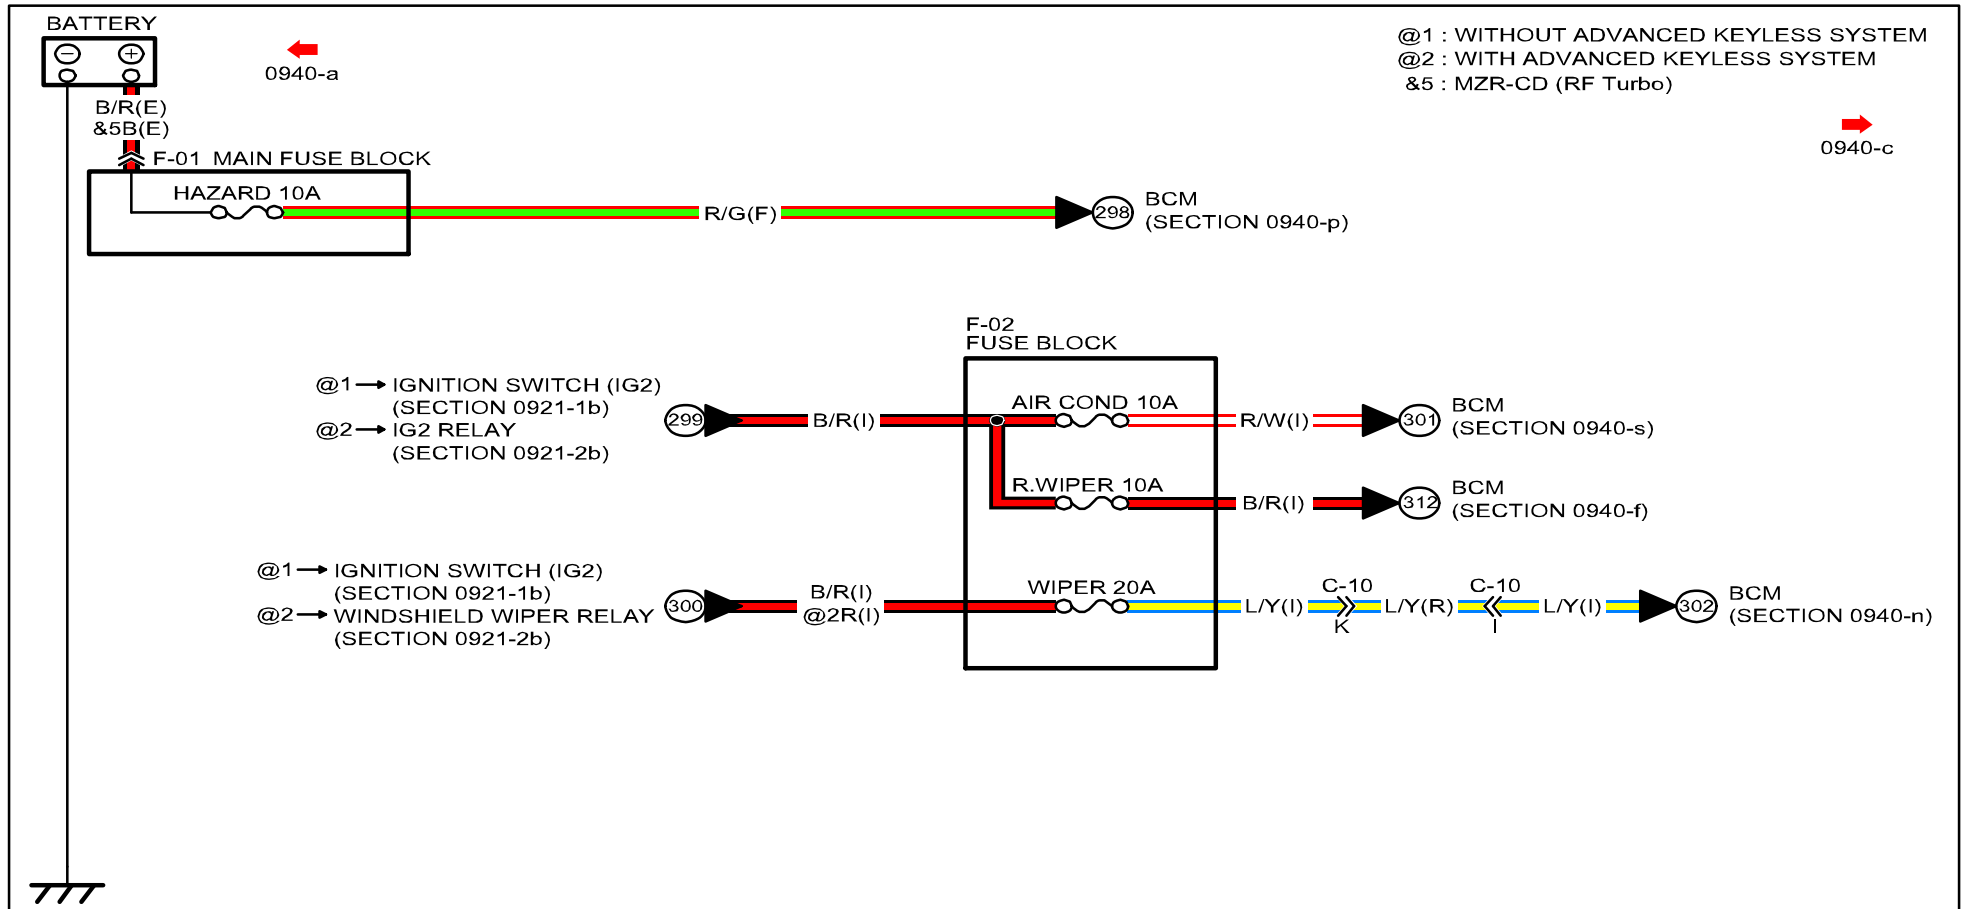 BATTERY
− +
0940-a
@1 : WITHOUT ADVANCED KEYLESS SYSTEM
@2 : WITH ADVANCED KEYLESS SYSTEM
&5 : MZR-CD (RF Turbo)
0940-c
B/R(E)
&5B(E)
F-01 MAIN FUSE BLOCK
HAZARD 10A
R/G(F)
298
BCM
(SECTION 0940-p)
F-02
FUSE BLOCK
@1 → IGNITION SWITCH (IG2)
(SECTION 0921-1b)
@2 → IG2 RELAY
(SECTION 0921-2b)
299
B/R(I)
AIR COND 10A
R/W(I)
301
BCM
(SECTION 0940-s)
R.WIPER 10A
B/R(I)
312
BCM
(SECTION 0940-f)
@1 → IGNITION SWITCH (IG2)
(SECTION 0921-1b)
@2 → WINDSHIELD WIPER RELAY
(SECTION 0921-2b)
300
B/R(I)
@2R(I)
WIPER 20A
L/Y(I)
C-10
K
L/Y(R)
C-10
I
L/Y(I)
302
BCM
(SECTION 0940-n)